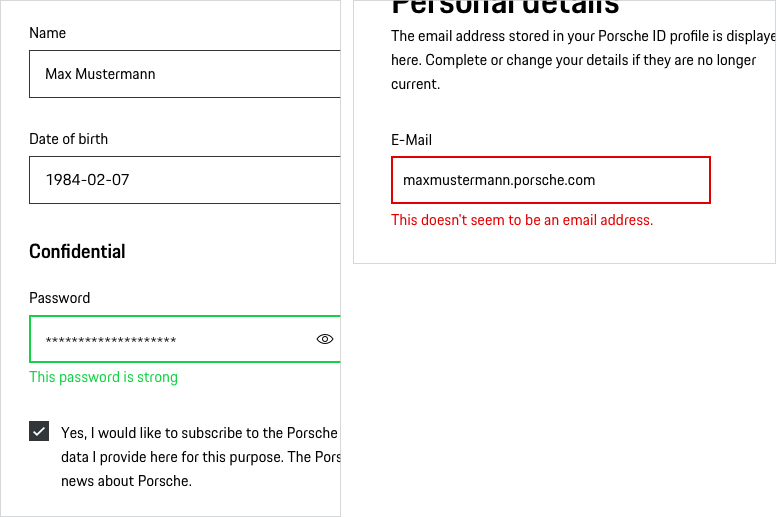 Name
Max Mustermann
Date of birth
1984-02-07
Confidential
Password
********************
This password is strong
Yes, I would like to subscribe to the Porsche
data I provide here for this purpose. The Pors
news about Porsche.
Personal details
The email address stored in your Porsche ID profile is displaye
here. Complete or change your details if they are no longer
current.
E-Mail
maxmustermann.porsche.com
This doesn't seem to be an email address.